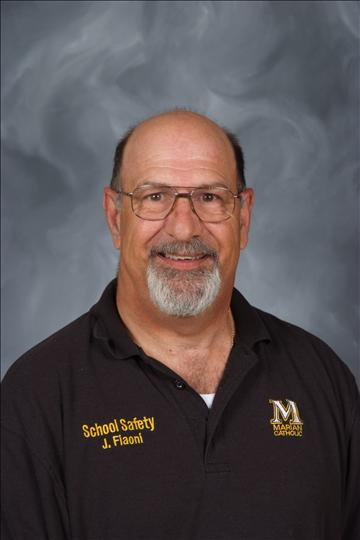 School Safety
J. Fiaoni
M
MARIAN
CATHOLIC